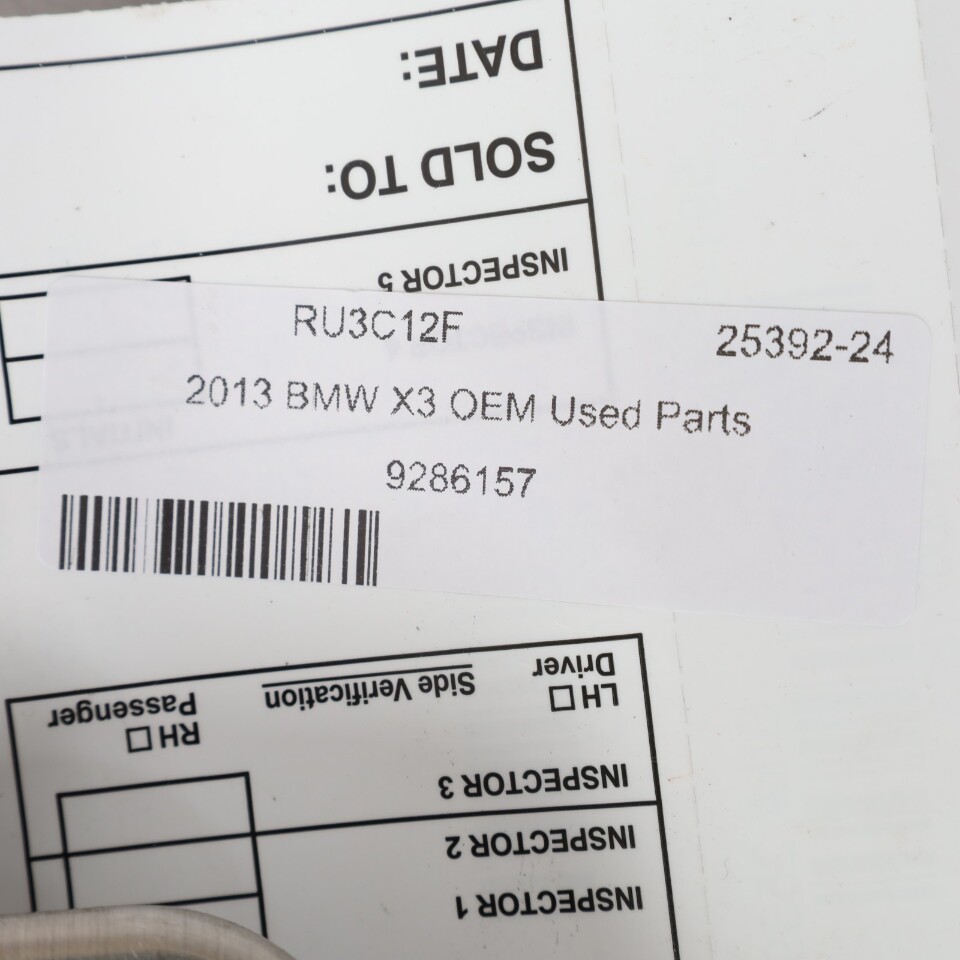 DATE:
SOLD TO:
INSPECTOR 5
RU3C12F 25392-24
2013 BMW X3 OEM Used Parts
9286157
INITIALS
INSPECTOR 1
INSPECTOR 2
INSPECTOR 3
LH RH
Driver Side Verification Passenger